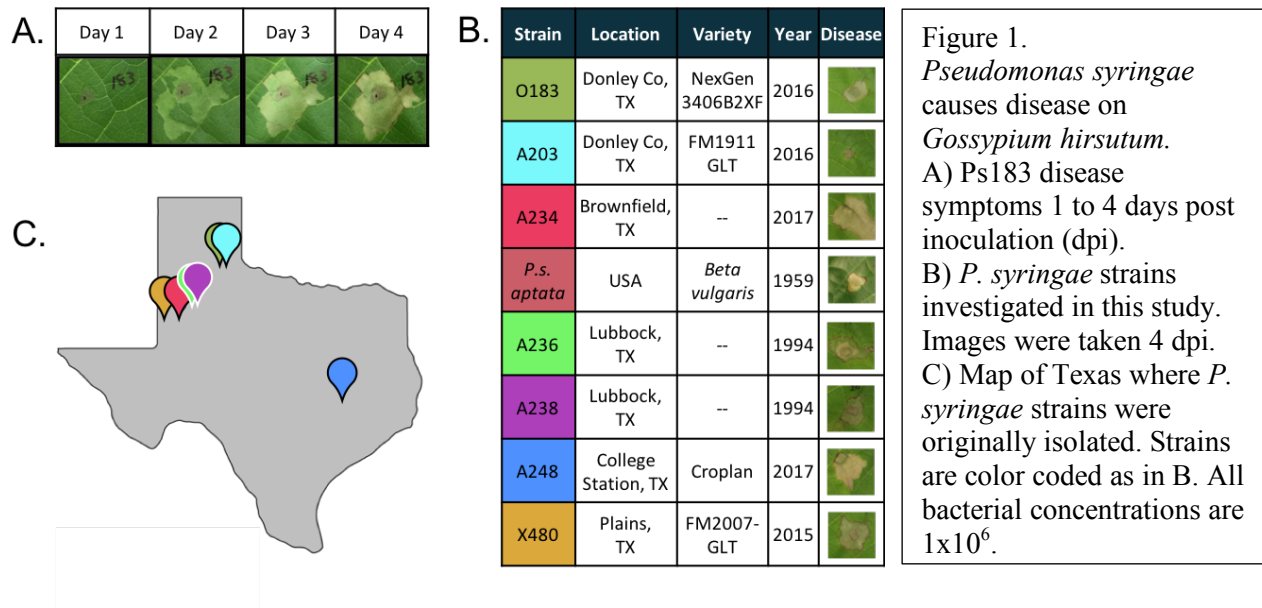 A.
Day 1 Day 2 Day 3 Day 4
183 183 183 183
B.
Strain Location Variety Year Disease
O183 Donley Co, TX NexGen 3406B2XF 2016
A203 Donley Co, TX FM1911 GLT 2016
A234 Brownfield, TX -- 2017
P.s. aptata USA Beta vulgaris 1959
A236 Lubbock, TX -- 1994
A238 Lubbock, TX -- 1994
A248 College Station, TX Croplan 2017
X480 Plains, TX FM2007-GLT 2015
C.
Figure 1.
Pseudomonas syringae
causes disease on
Gossypium hirsutum.
A) Ps183 disease
symptoms 1 to 4 days post
inoculation (dpi).
B) P. syringae strains
investigated in this study.
Images were taken 4 dpi.
C) Map of Texas where P.
syringae strains were
originally isolated. Strains
are color coded as in B. All
bacterial concentrations are
1x10⁶.